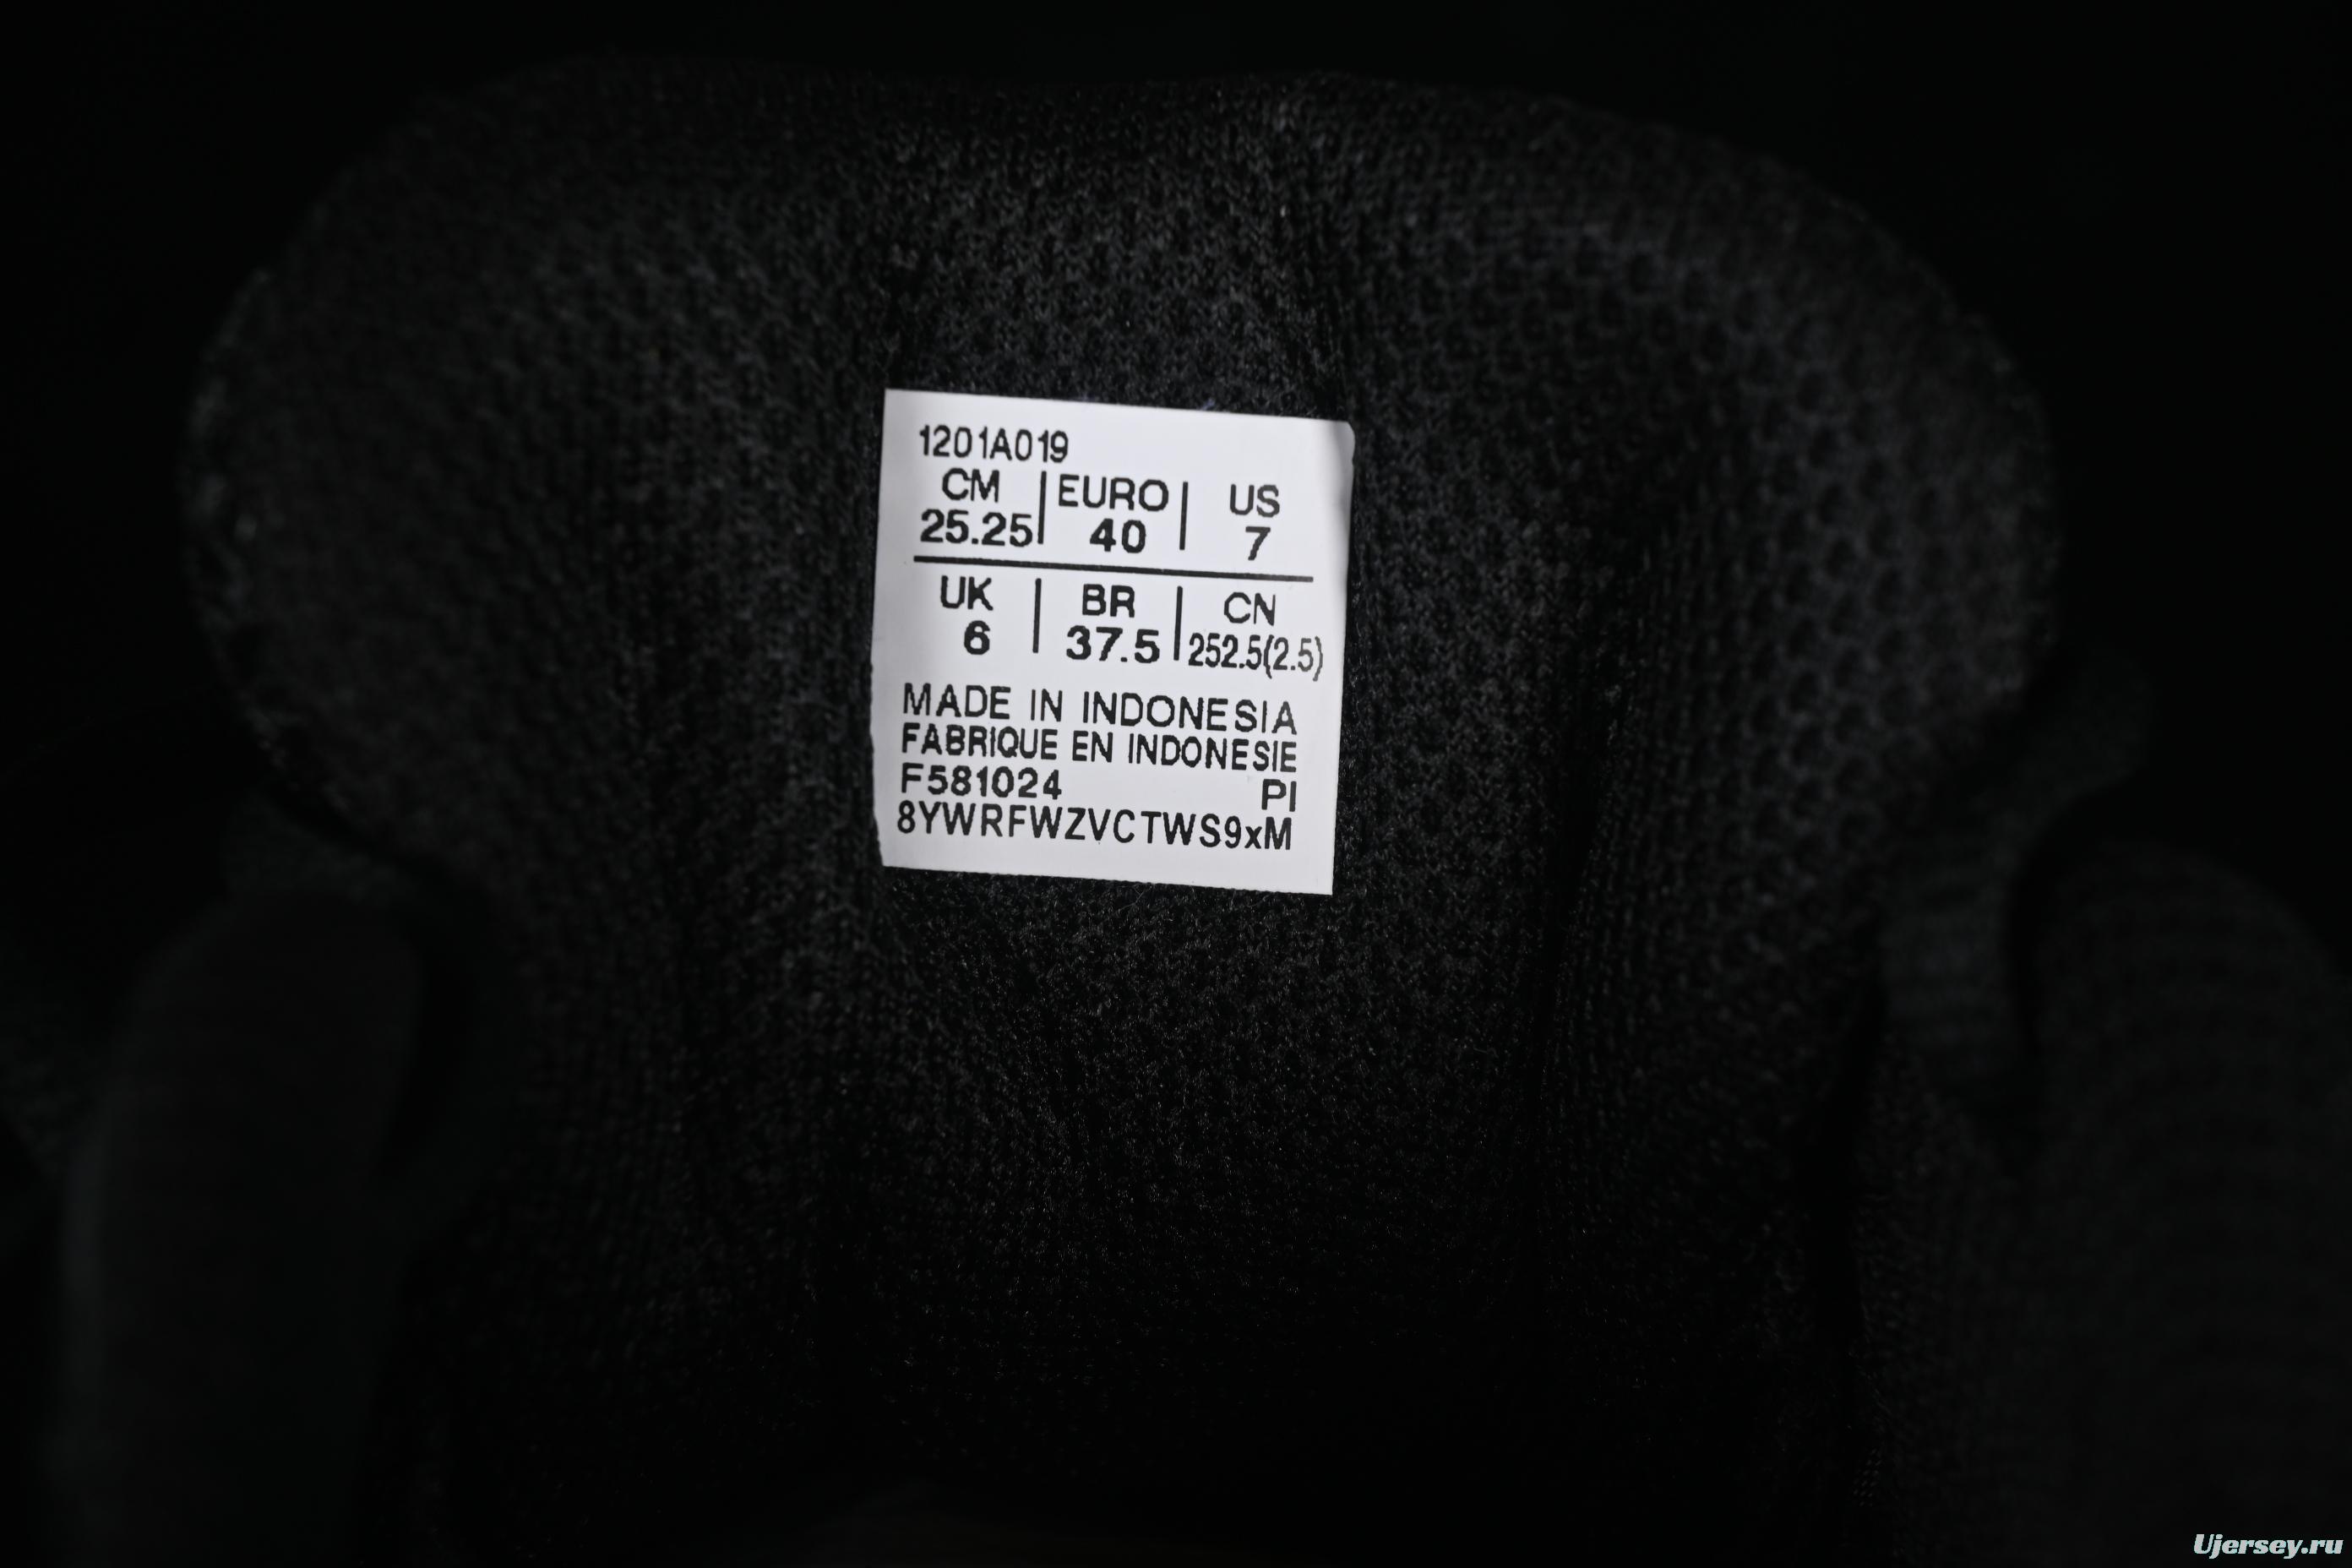 1201A019
CM | EURO | US
25.25 | 40 | 7
UK | BR | CN
6 | 37.5 | 252.5(2.5)
MADE IN INDONESIA
FABRIQUE EN INDONESIE
F581024 PI
8YWRFWZVCTWS9xM
Ujersey.ru